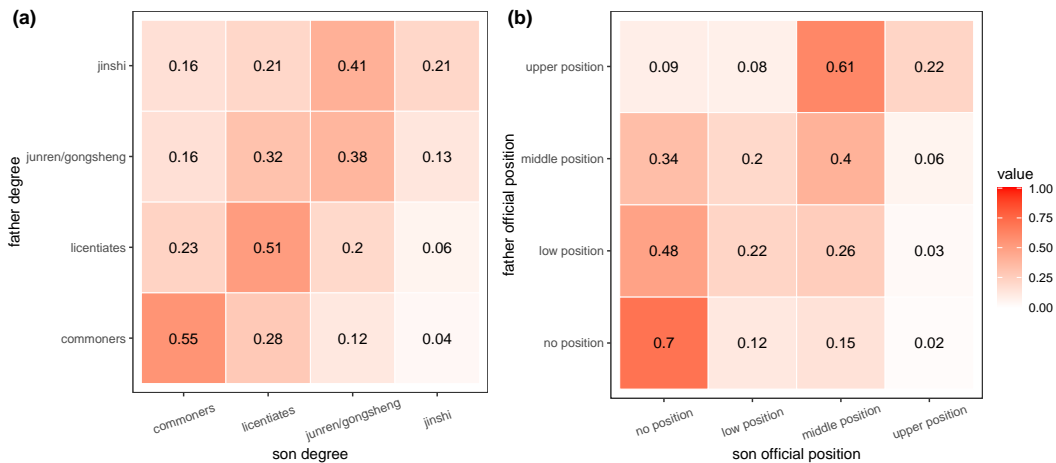 (a)
jinshi
0.16 0.21 0.41 0.21
junren/gongsheng
0.16 0.32 0.38 0.13
licentiates
0.23 0.51 0.2 0.06
commoners
0.55 0.28 0.12 0.04
father degree
commoners licentiates junren/gongsheng jinshi
son degree
(b)
upper position
0.09 0.08 0.61 0.22
middle position
0.34 0.2 0.4 0.06
low position
0.48 0.22 0.26 0.03
no position
0.7 0.12 0.15 0.02
father official position
no position low position middle position upper position
son official position
value
1.00
0.75
0.50
0.25
0.00